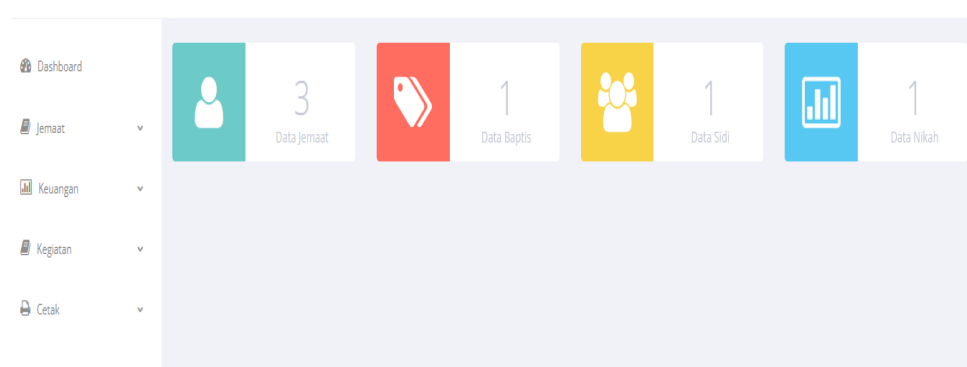 Dashboard
Jemaat
Keuangan
Kegiatan
Cetak
3
Data Jemaat
1
Data Baptis
1
Data Sidi
1
Data Nikah